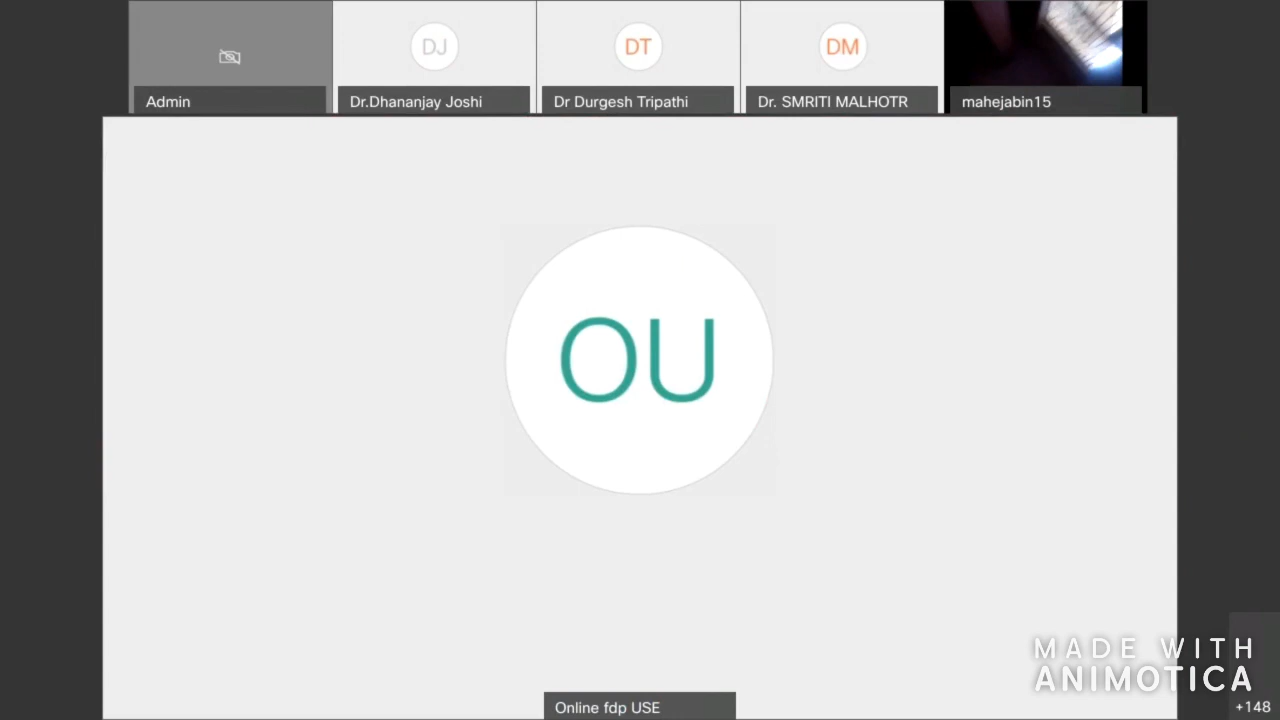 DJ
DT
DM
Admin
Dr.Dhananjay Joshi
Dr Durgesh Tripathi
Dr. SMRITI MALHOTR
mahejabin15
OU
MADE WITH
ANIMOTICA
Online fdp USE
+148